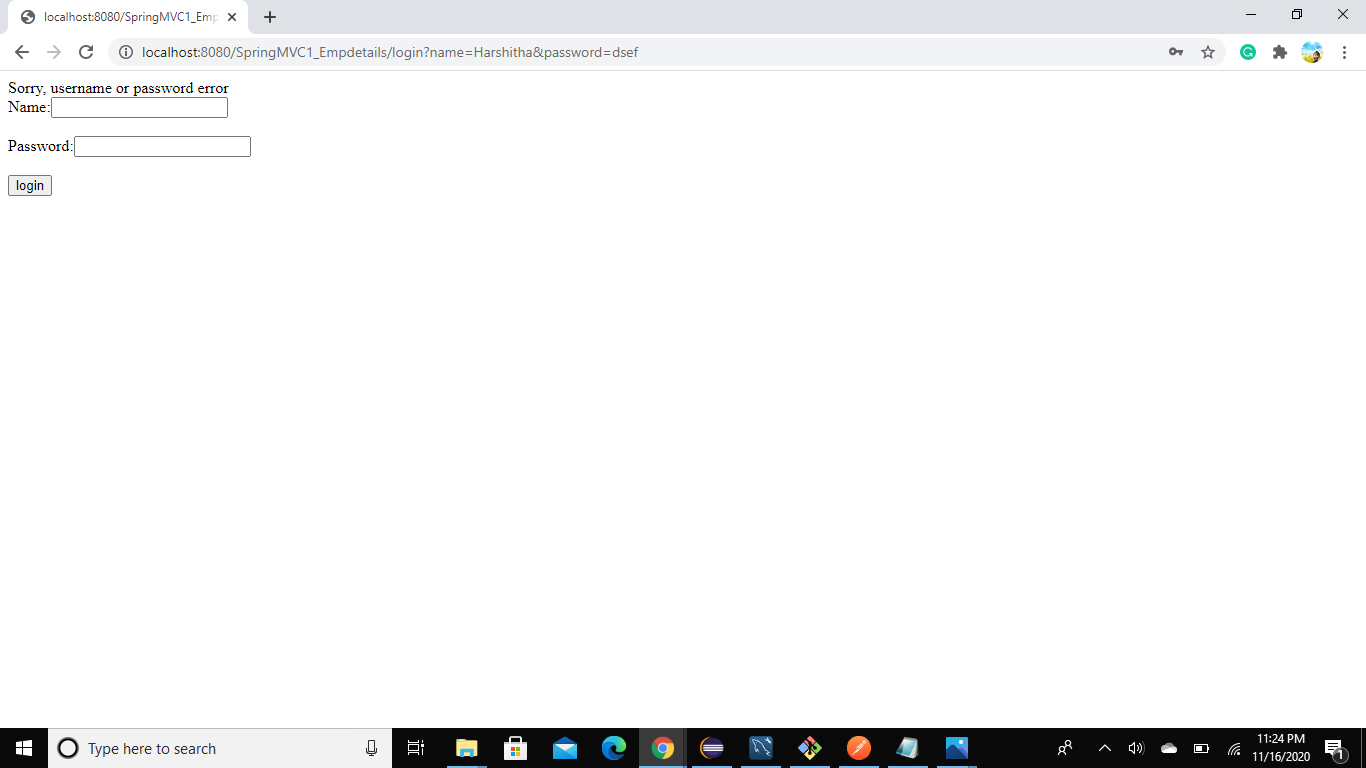 localhost:8080/SpringMVC1_Emp
localhost:8080/SpringMVC1_Empdetails/login?name=Harshitha&password=dsef
Sorry, username or password error
Name:
Password:
login
Type here to search
11:24 PM
11/16/2020
1